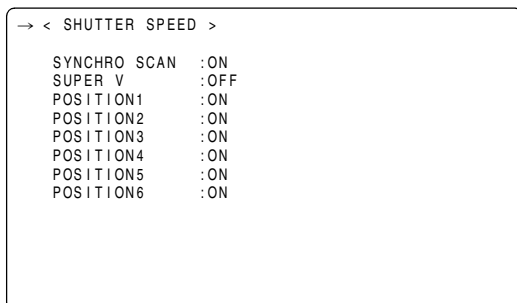 → < SHUTTER SPEED >
SYNCHRO SCAN :ON
SUPER V :OFF
POSITION1 :ON
POSITION2 :ON
POSITION3 :ON
POSITION4 :ON
POSITION5 :ON
POSITION6 :ON